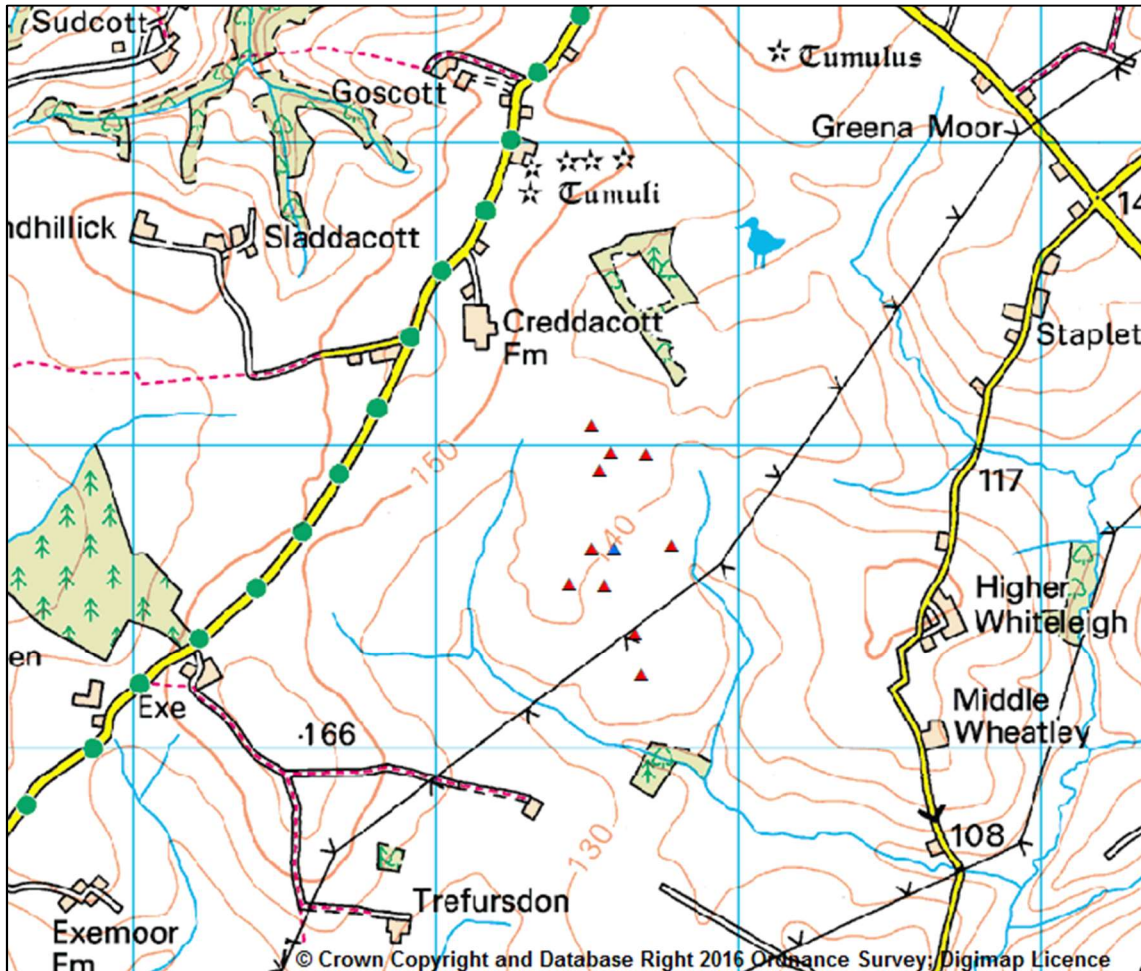 Sudcott
Tumulus
Goscott
Greena Moor
Tumuli
14
ndhillick
Sladdacott
Creddacott
Fm
Staplet
150
117
140
Higher
Whiteleigh
en
Exe
166
Middle
Wheatley
108
130
Trefursdon
Exemoor
Fm
© Crown Copyright and Database Right 2016 Ordnance Survey; Digimap Licence